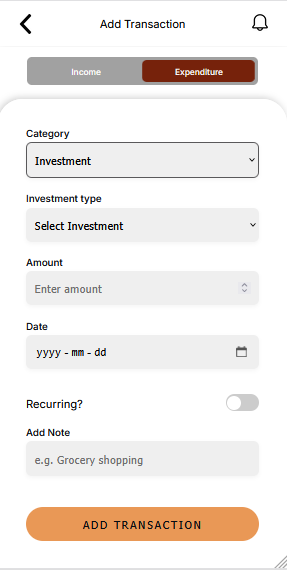 Add Transaction
Income Expenditure
Category
Investment
Investment type
Select Investment
Amount
Enter amount
Date
yyyy - mm - dd
Recurring?
Add Note
e.g. Grocery shopping
ADD TRANSACTION